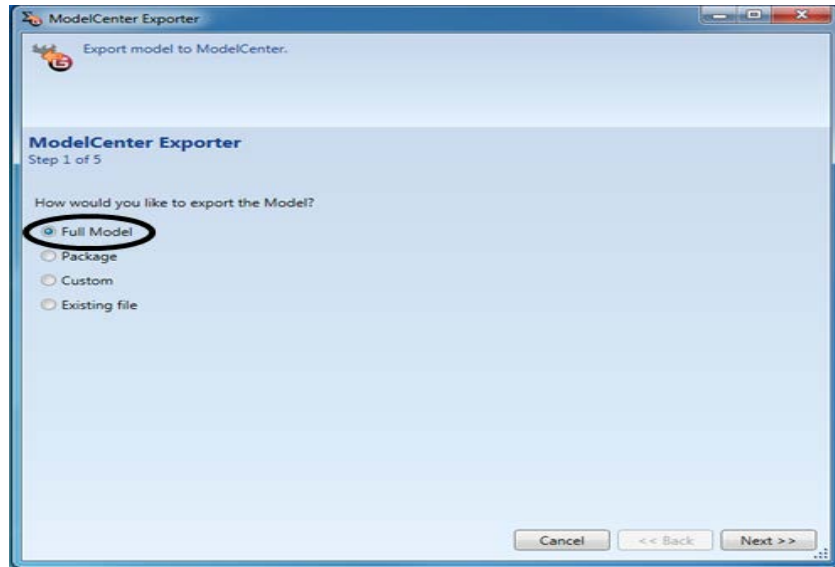 ModelCenter Exporter
Export model to ModelCenter.
ModelCenter Exporter
Step 1 of 5
How would you like to export the Model?
Full Model
Package
Custom
Existing file
Cancel << Back Next >>